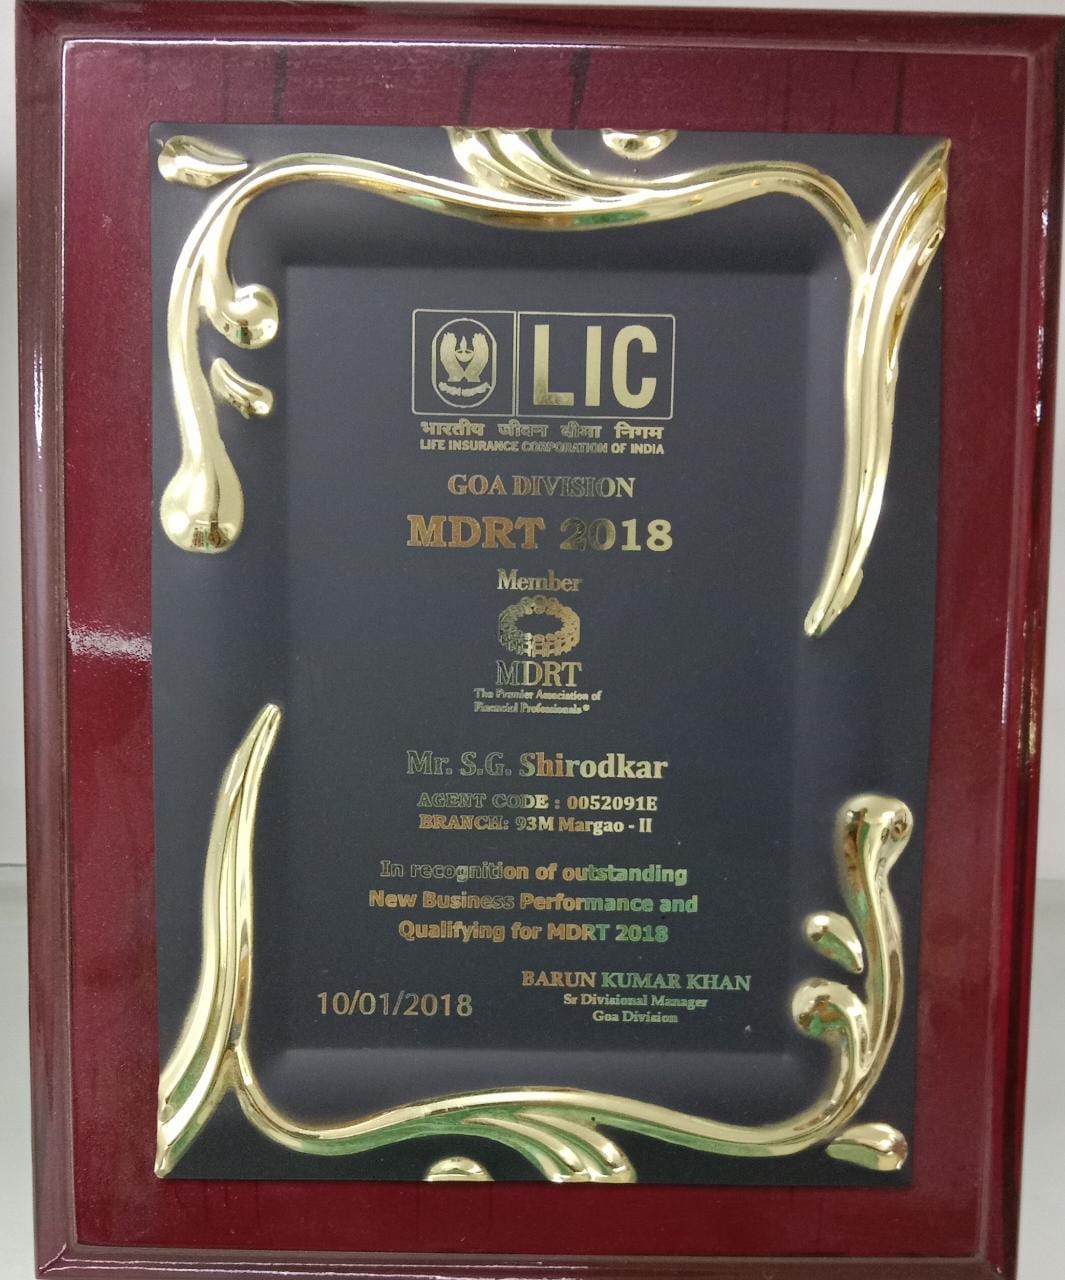 LIC
भारतीय जीवन बीमा निगम
LIFE INSURANCE CORPORATION OF INDIA
GOA DIVISION
MDRT 2018
Member
MDRT
The Premier Association of
Financial Professionals®
Mr. S.G. Shirodkar
AGENT CODE : 0052091E
BRANCH: 93M Margao - II
In recognition of outstanding
New Business Performance and
Qualifying for MDRT 2018
BARUN KUMAR KHAN
Sr Divisional Manager
Goa Division
10/01/2018